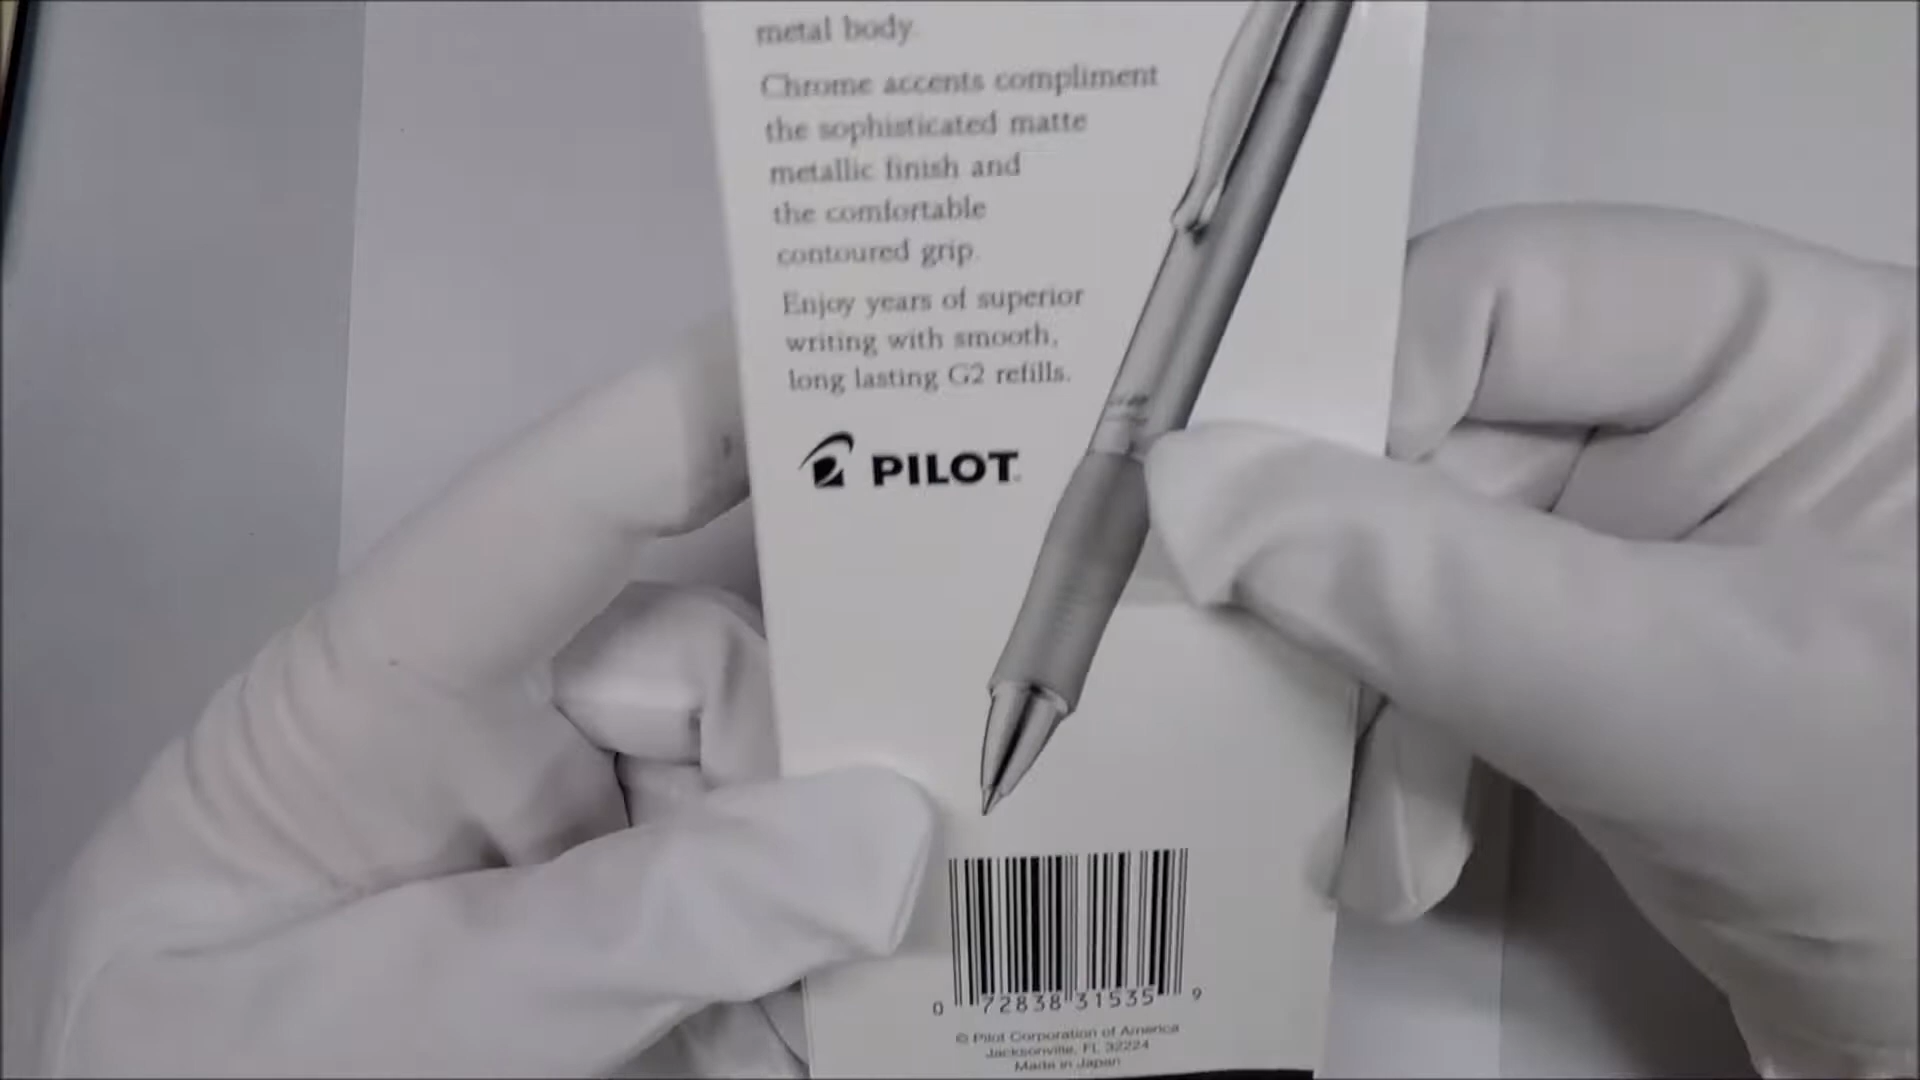 metal body.
Chrome accents compliment
the sophisticated matte
metallic finish and
the comfortable
contoured grip.
Enjoy years of superior
writing with smooth,
long lasting G2 refills.
PILOT
0 72838 31535 9
© Pilot Corporation of America
Jacksonville, FL 32224
Made in Japan